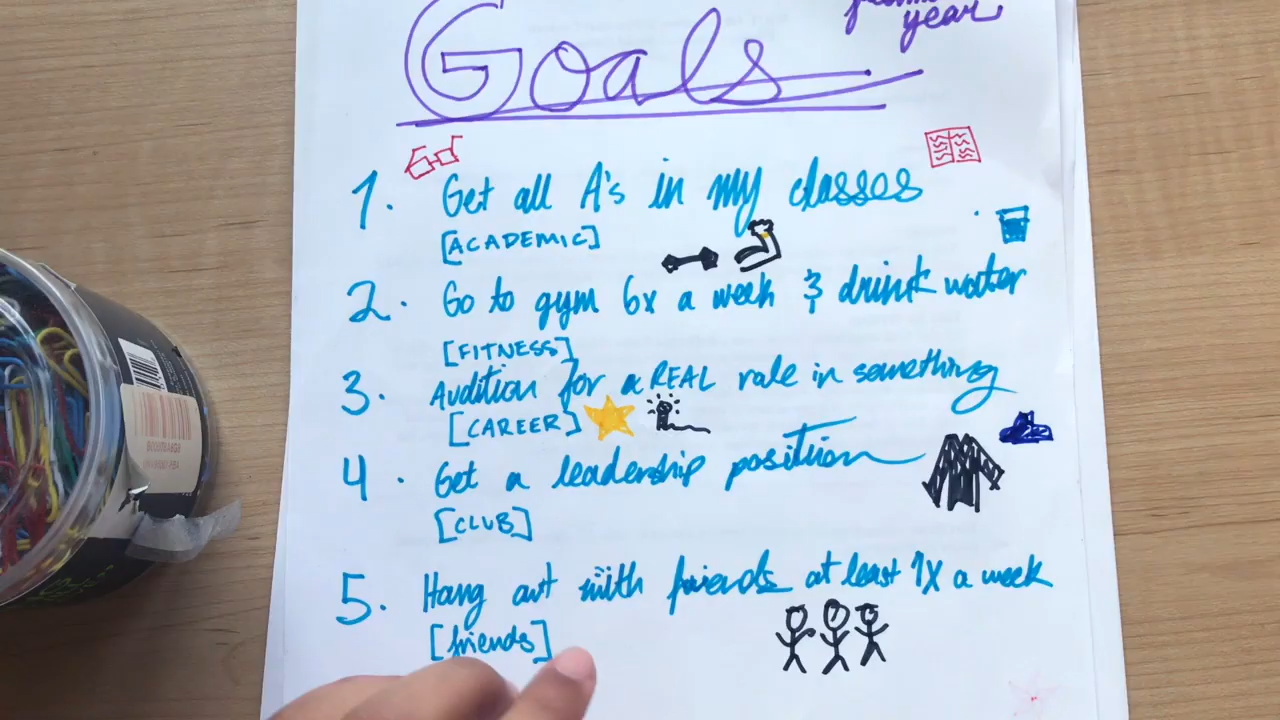 Goals
year
1. Get all A's in my classes
[ACADEMIC]
2. Go to gym 6x a week & drink water
[FITNESS]
3. Audition for a REAL role in something
[CAREER]
4. Get a leadership position
[CLUB]
5. Hang out with friends at least 1x a week
[friends]